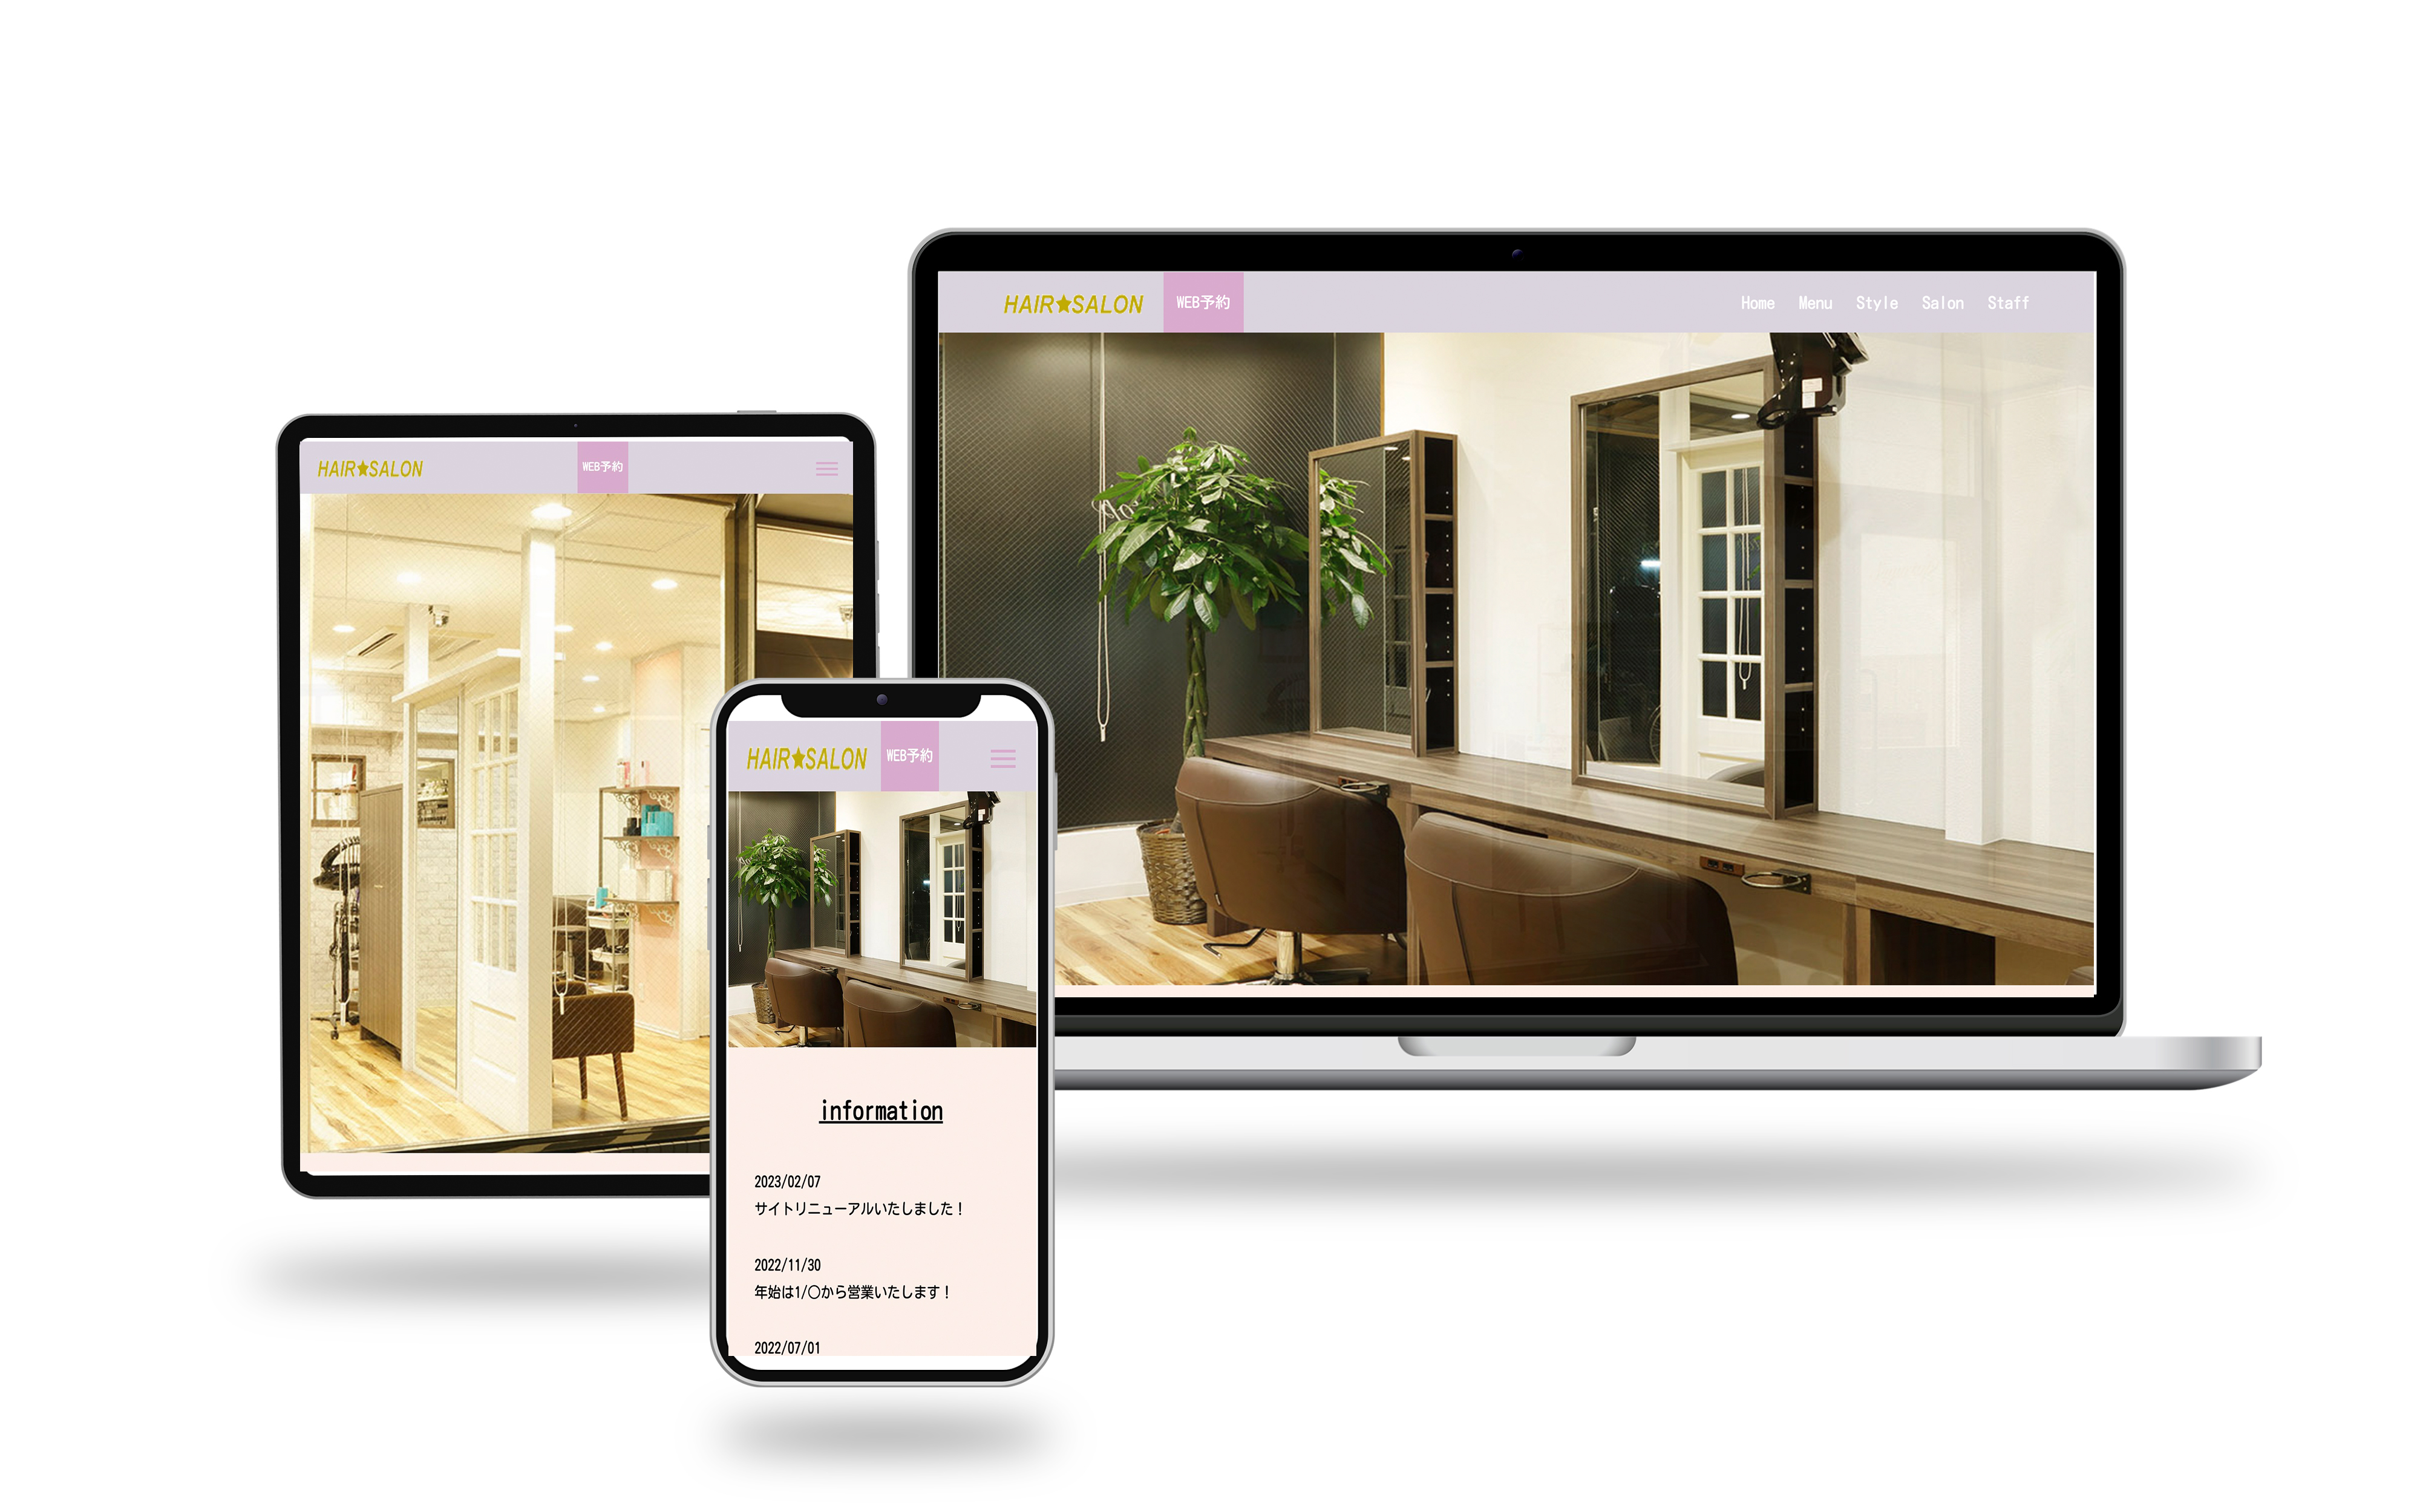 HAIR★SALON
WEB予約
Home Menu Style Salon Staff
HAIR★SALON
WEB予約
HAIR★SALON
WEB予約
information
2023/02/07
サイトリニューアルいたしました！
2022/11/30
年始は1/〇から営業いたします！
2022/07/01